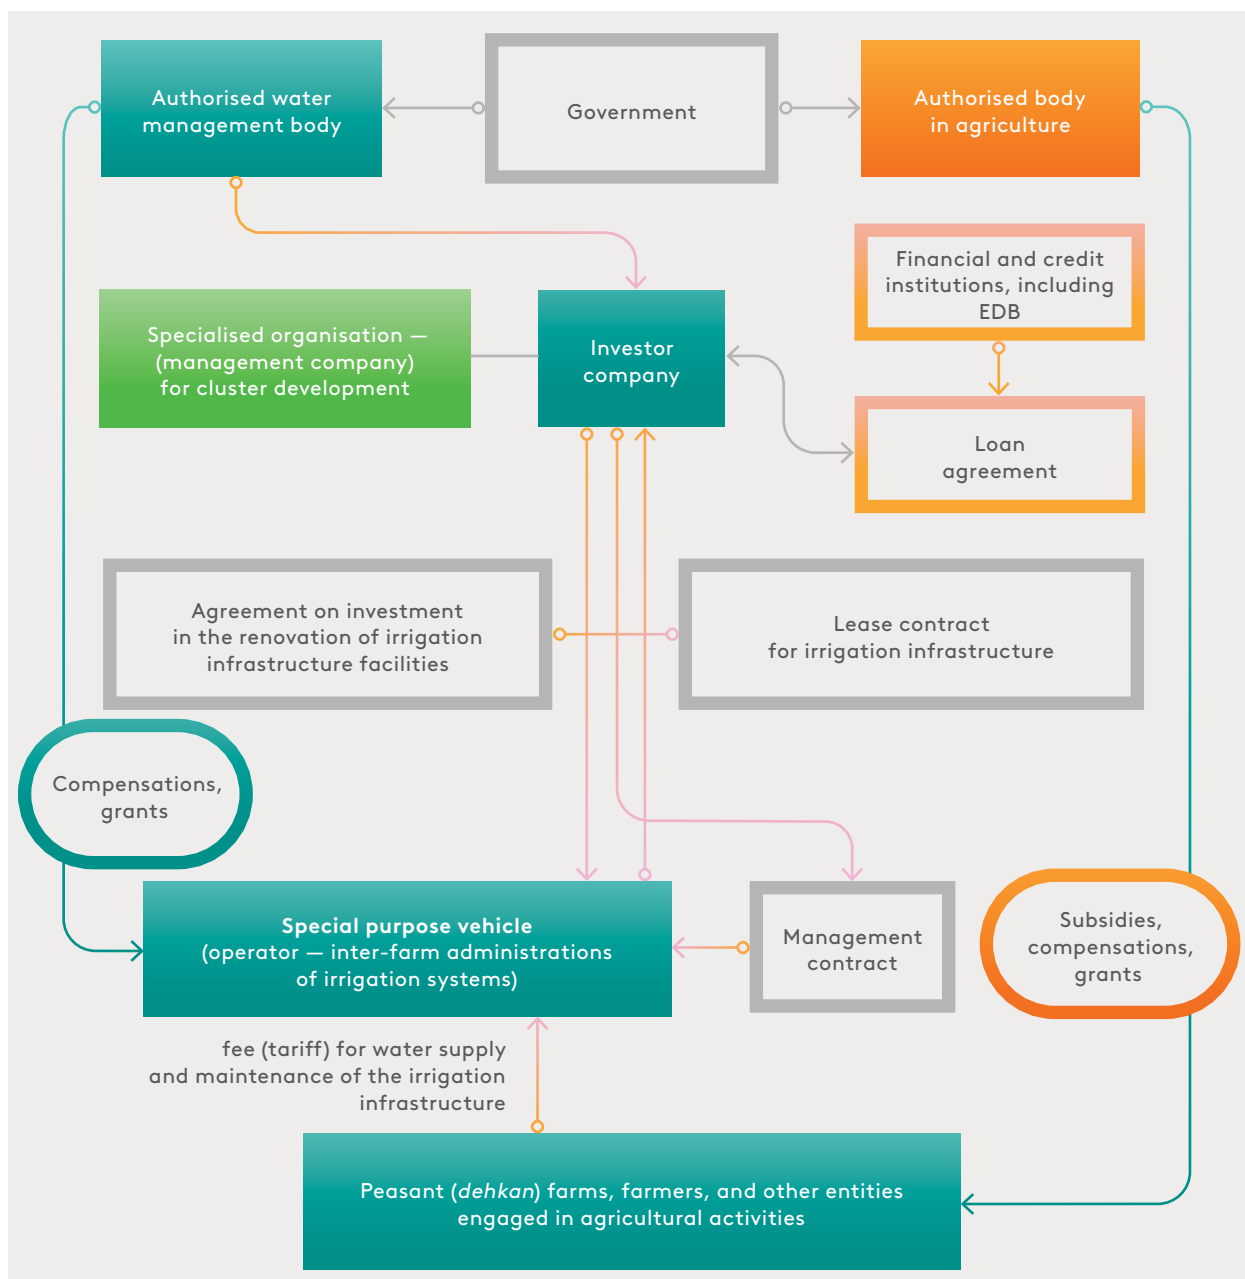 Authorised water
management body
Government
Authorised body
in agriculture
Financial and credit
institutions, including
EDB
Specialised organisation —
(management company)
for cluster development
Investor
company
Loan
agreement
Agreement on investment
in the renovation of irrigation
infrastructure facilities
Lease contract
for irrigation infrastructure
Compensations,
grants
Special purpose vehicle
(operator — inter-farm administrations
of irrigation systems)
Management
contract
Subsidies,
compensations,
grants
fee (tariff) for water supply
and maintenance of the irrigation
infrastructure
Peasant (dehkan) farms, farmers, and other entities
engaged in agricultural activities